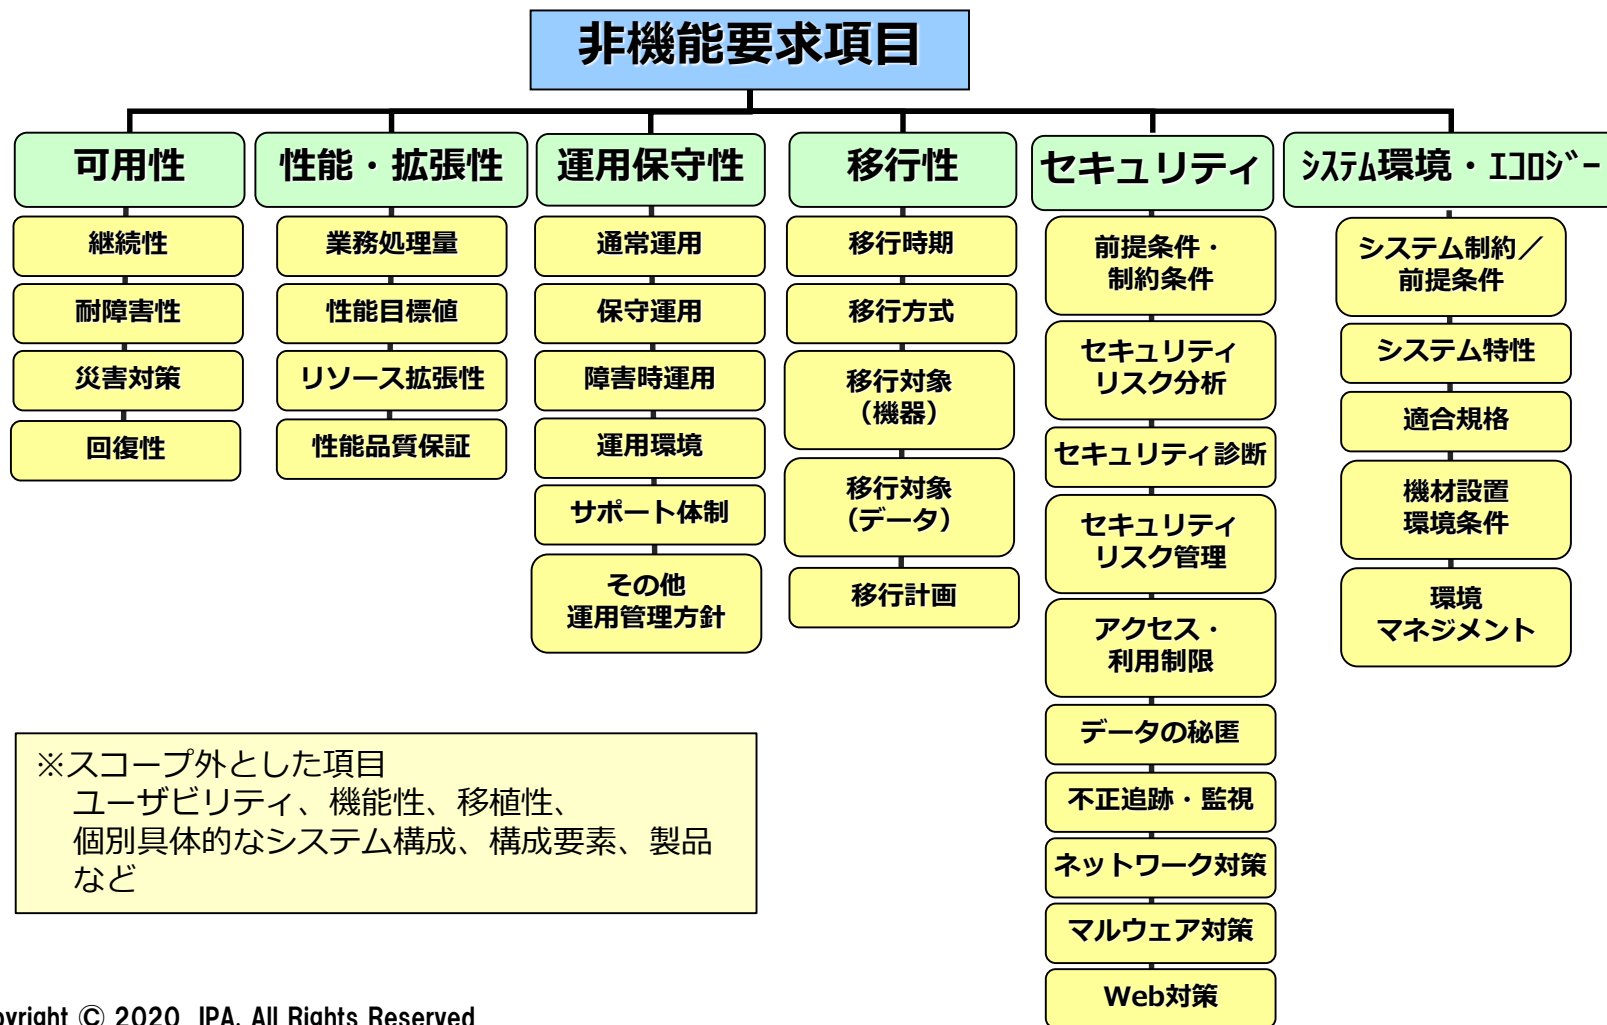 非機能要求項目
可用性
継続性
耐障害性
災害対策
回復性
性能・拡張性
業務処理量
性能目標値
リソース拡張性
性能品質保証
運用保守性
通常運用
保守運用
障害時運用
運用環境
サポート体制
その他
運用管理方針
移行性
移行時期
移行方式
移行対象
（機器）
移行対象
（データ）
移行計画
セキュリティ
前提条件・
制約条件
セキュリティ
リスク分析
セキュリティ診断
セキュリティ
リスク管理
アクセス・
利用制限
データの秘匿
不正追跡・監視
ネットワーク対策
マルウェア対策
Web対策
ｼｽﾃﾑ環境・ｴｺﾛｼﾞｰ
システム制約／
前提条件
システム特性
適合規格
機材設置
環境条件
環境
マネジメント
※スコープ外とした項目
ユーザビリティ、機能性、移植性、
個別具体的なシステム構成、構成要素、製品
など
pyright © 2020 IPA. All Rights Reserved